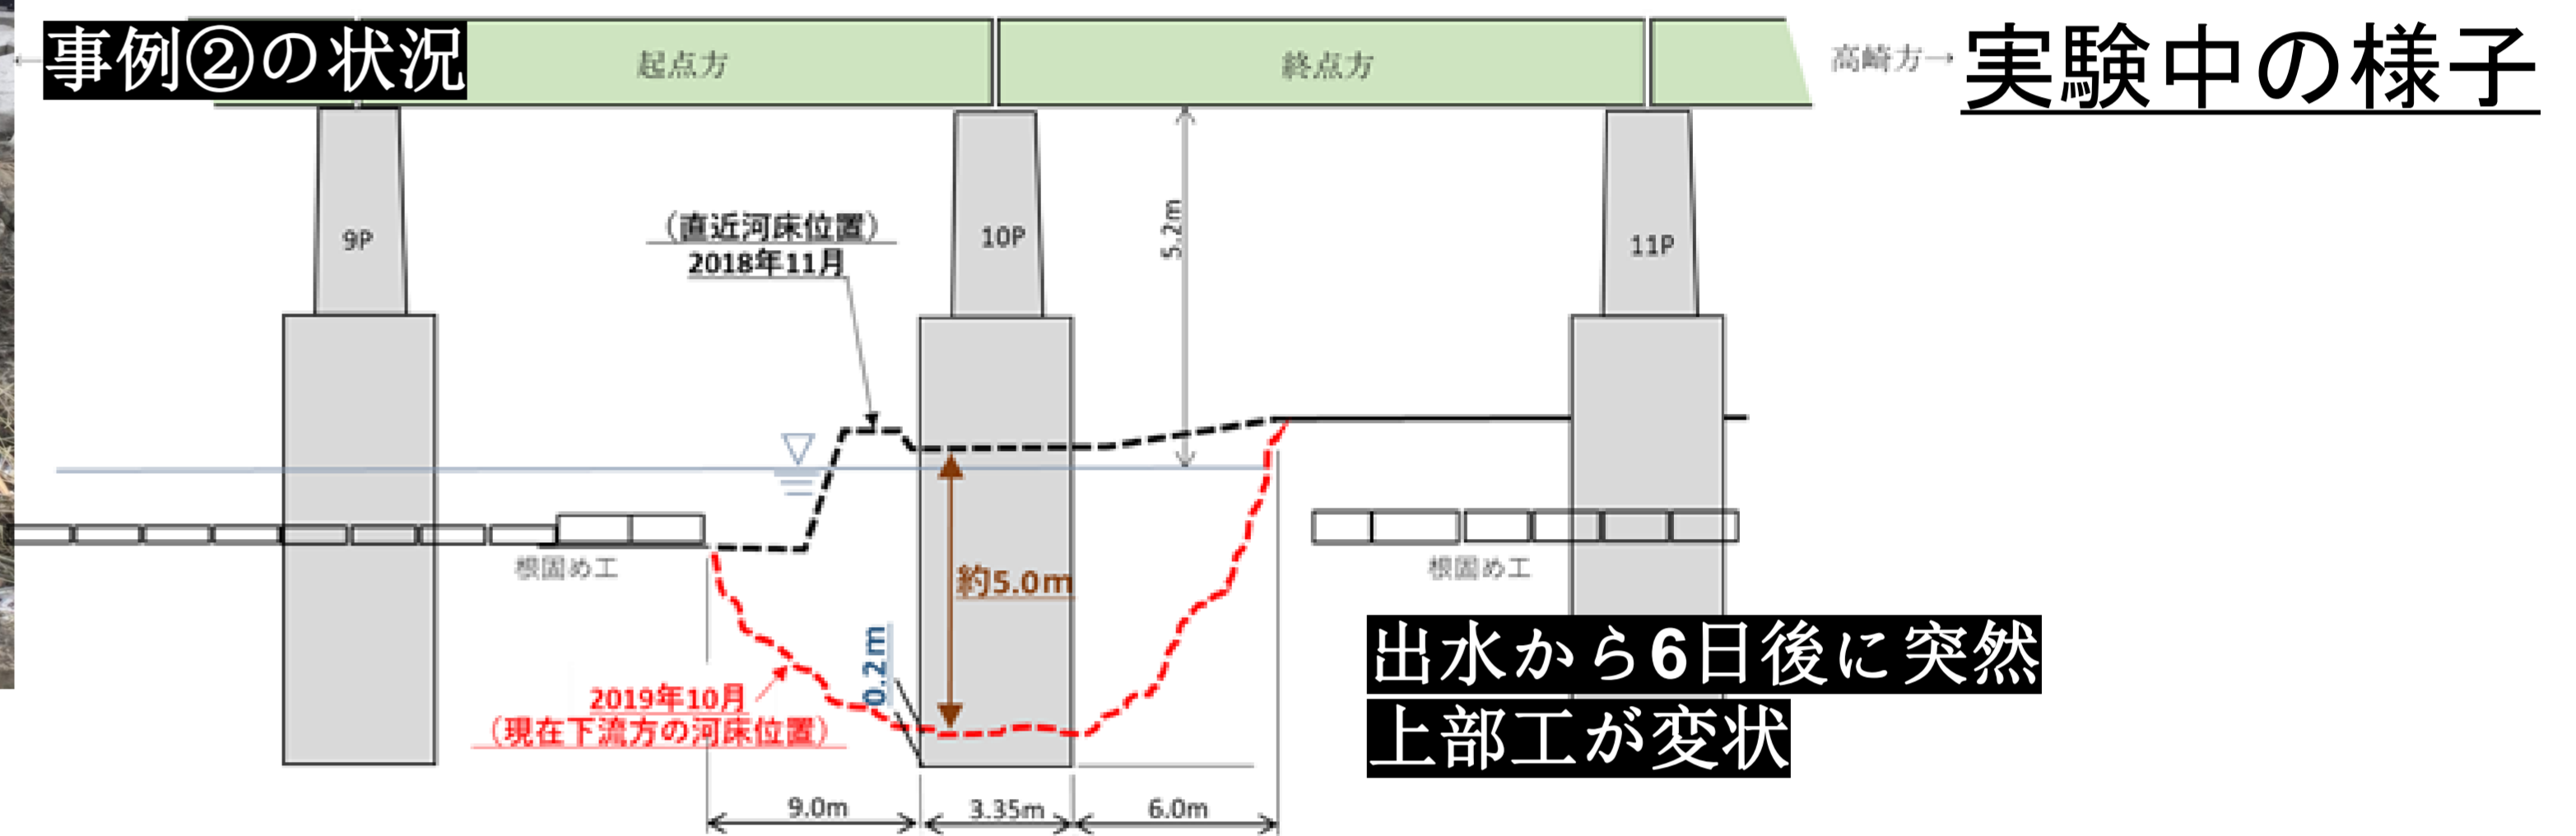 事例②の状況
起点方
終点方
高崎方→
実験中の様子
9P
10P
11P
5.2m
（直近河床位置）
2018年11月
根固め工
根固め工
約5.0m
0.2m
2019年10月
（現在下流方の河床位置）
出水から6日後に突然
上部工が変状
9.0m
3.35m
6.0m